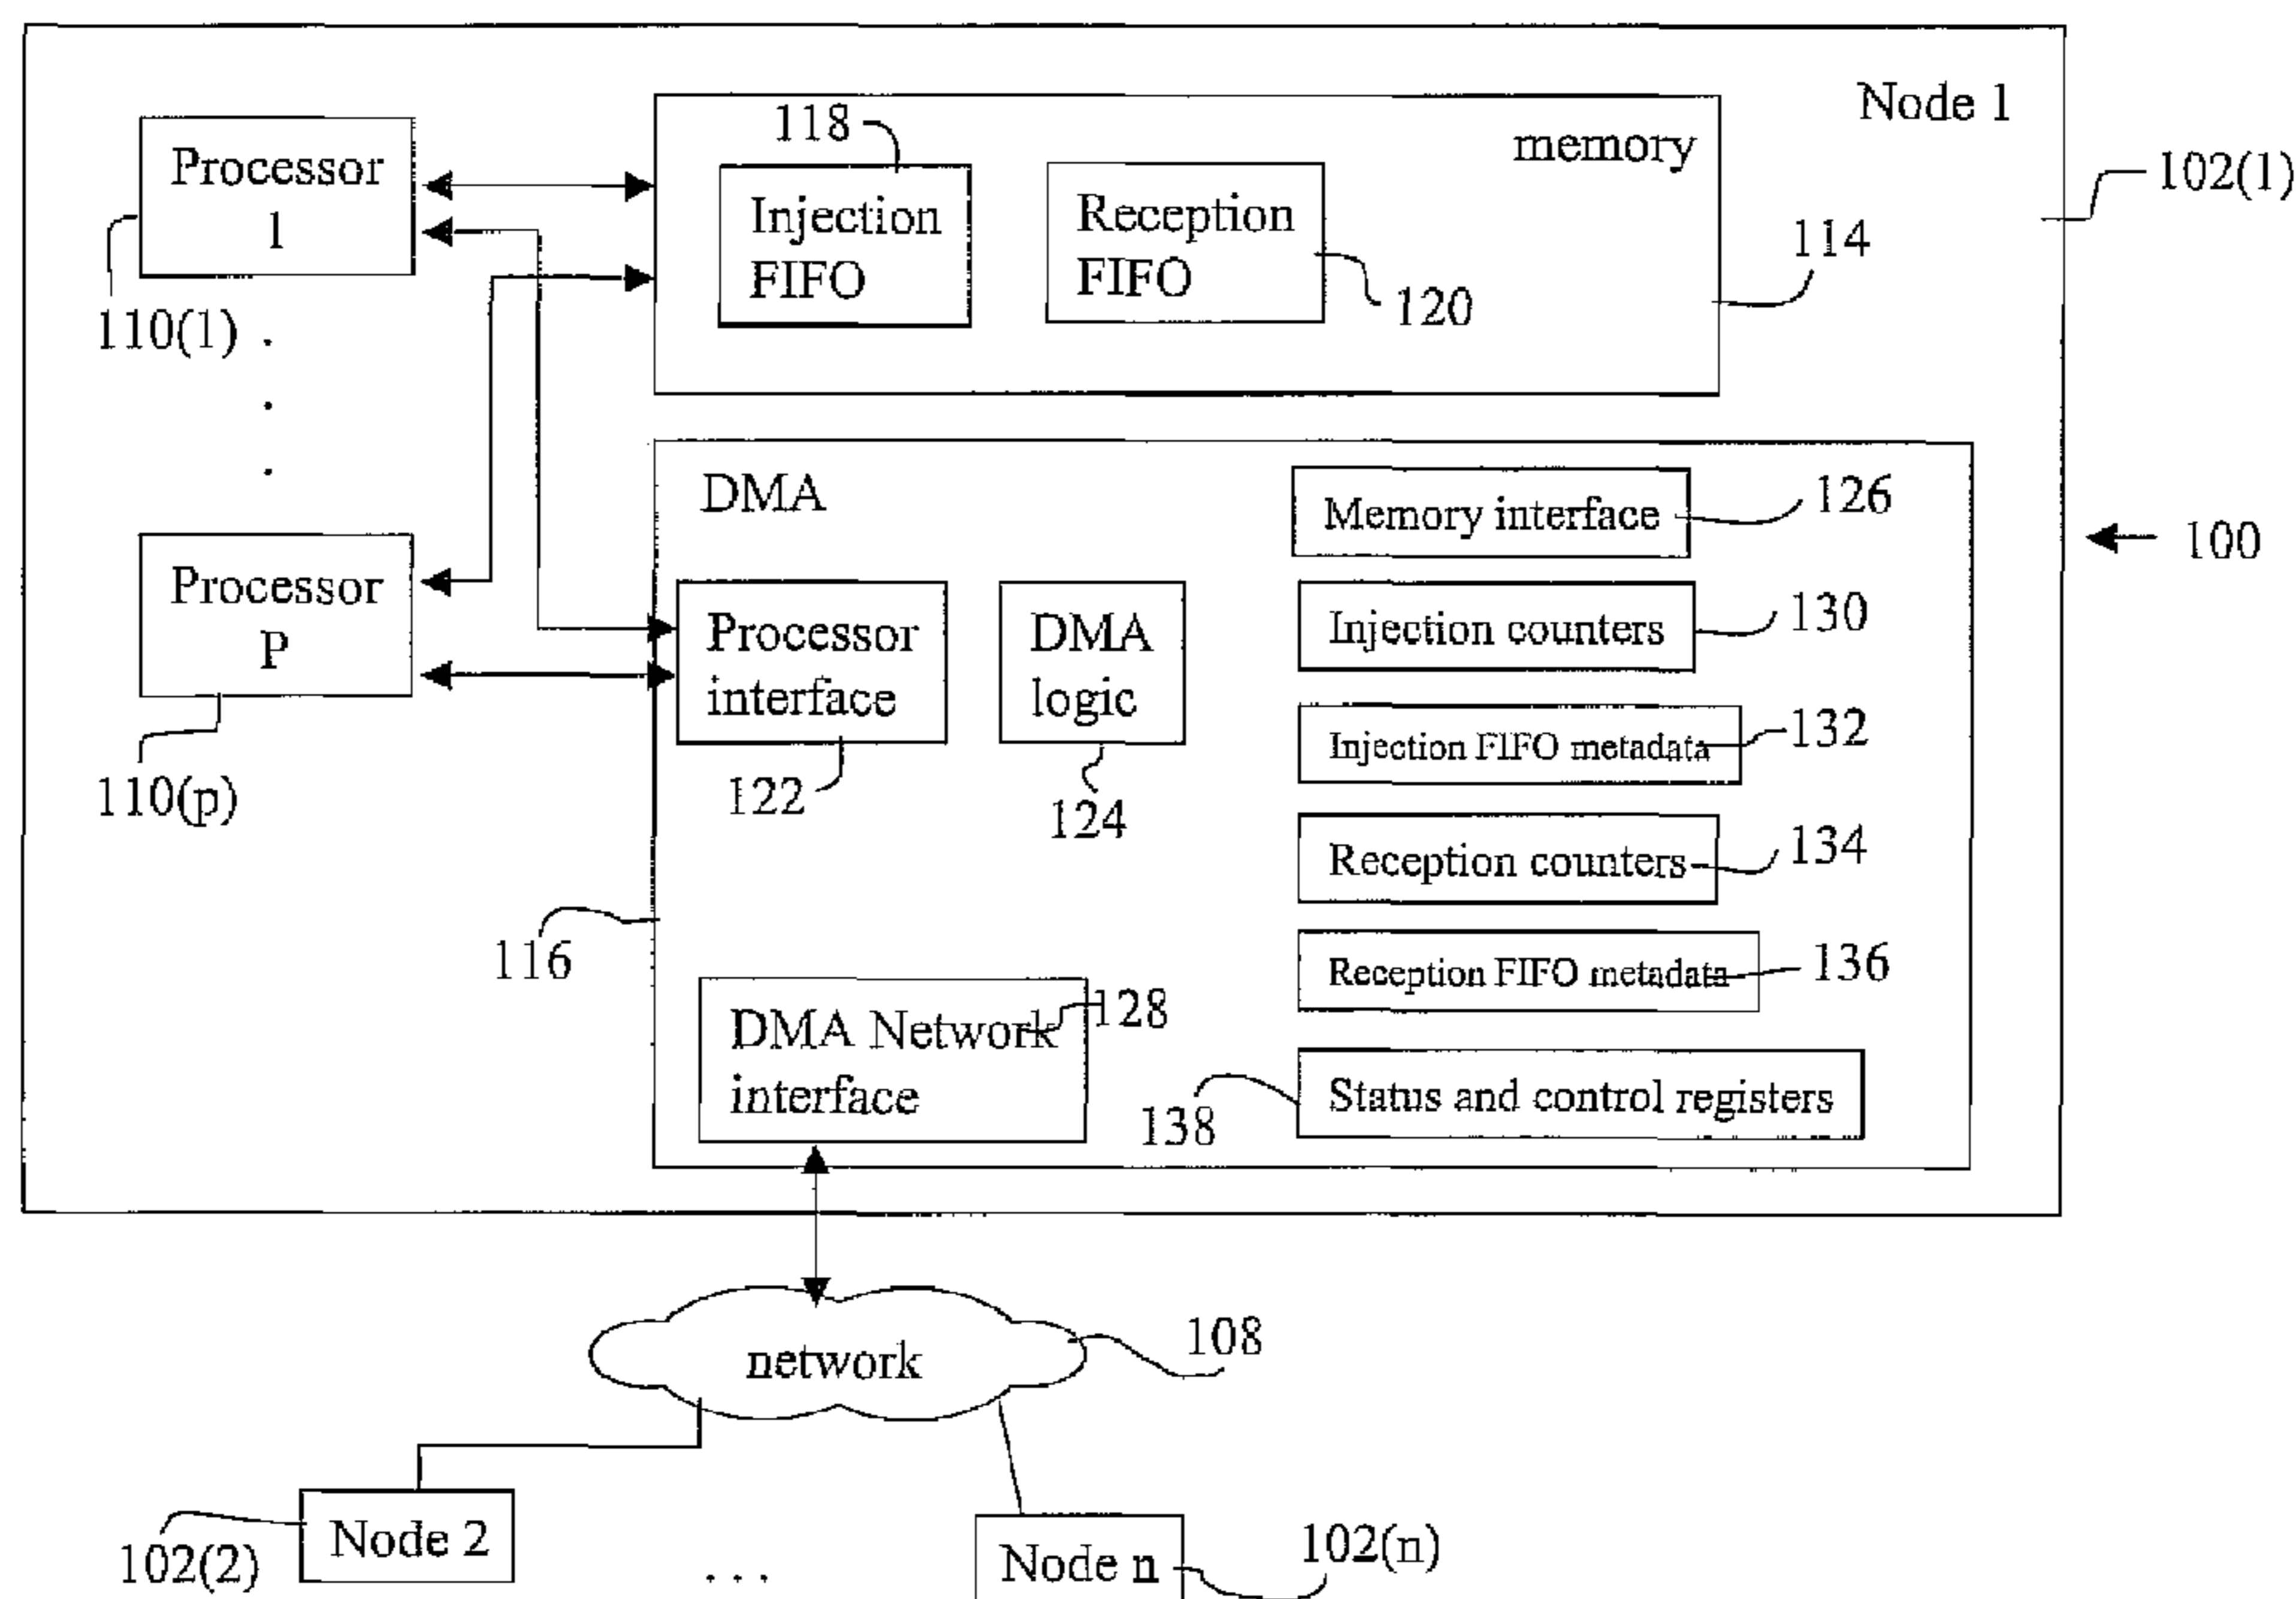 Node 1
102(1)
118
memory
Processor
1
Injection
FIFO
Reception
FIFO
114
120
110(1)
.
.
.
DMA
Memory interface
126
100
Processor
P
Processor
interface
DMA
logic
Injection counters
130
Injection FIFO metadata
132
110(p)
122
124
Reception counters
134
116
Reception FIFO metadata
136
DMA Network
interface
128
138
Status and control registers
network
108
Node 2
102(2)
. . .
Node n
102(n)